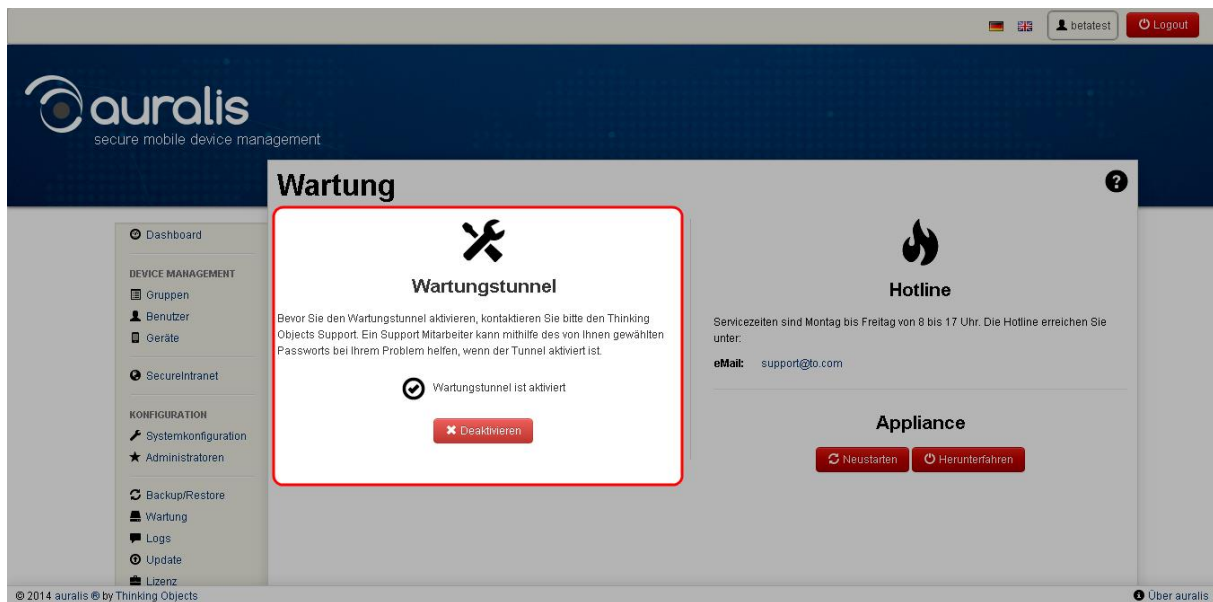 betatest
Logout
auralis
secure mobile device management
Wartung
Dashboard
DEVICE MANAGEMENT
Gruppen
Benutzer
Geräte
SecureIntranet
KONFIGURATION
Systemkonfiguration
Administratoren
Backup/Restore
Wartung
Logs
Update
Lizenz
Wartungstunnel
Bevor Sie den Wartungstunnel aktivieren, kontaktieren Sie bitte den Thinking
Objects Support. Ein Support Mitarbeiter kann mithilfe des von Ihnen gewählten
Passworts bei Ihrem Problem helfen, wenn der Tunnel aktiviert ist.
Wartungstunnel ist aktiviert
Deaktivieren
Hotline
Servicezeiten sind Montag bis Freitag von 8 bis 17 Uhr. Die Hotline erreichen Sie
unter:
eMail: support@to.com
Appliance
Neustarten Herunterfahren
© 2014 auralis ® by Thinking Objects
Über auralis